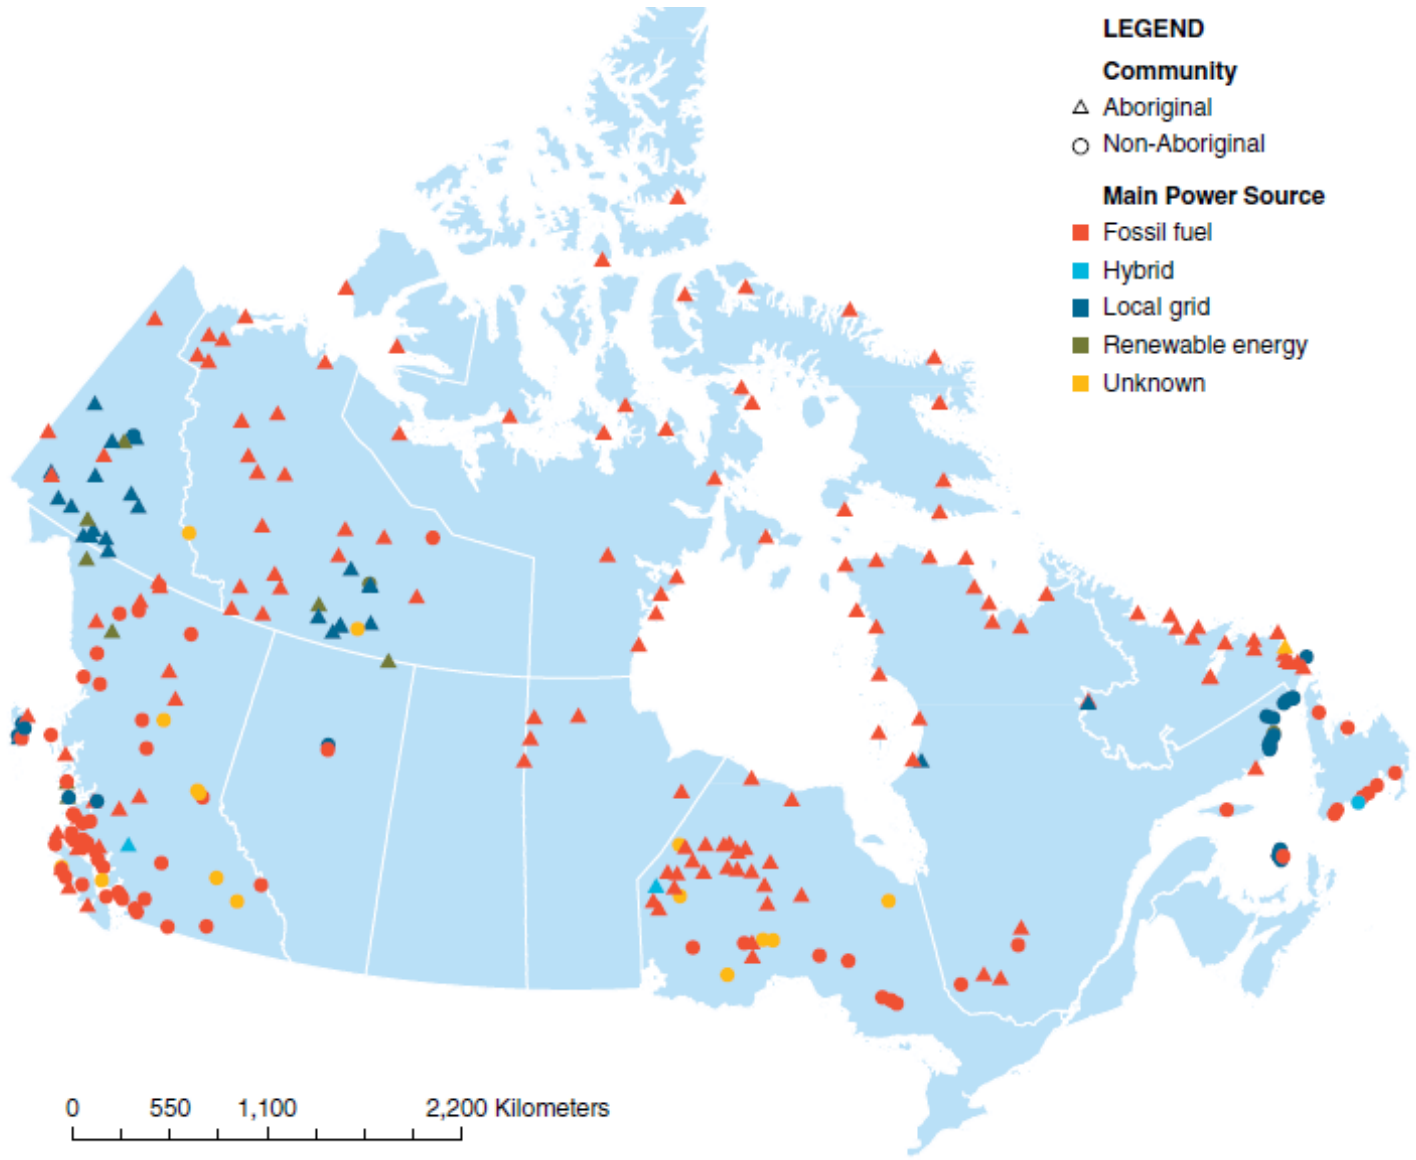 LEGEND
Community
Aboriginal
Non-Aboriginal
Main Power Source
Fossil fuel
Hybrid
Local grid
Renewable energy
Unknown
0 550 1,100 2,200 Kilometers